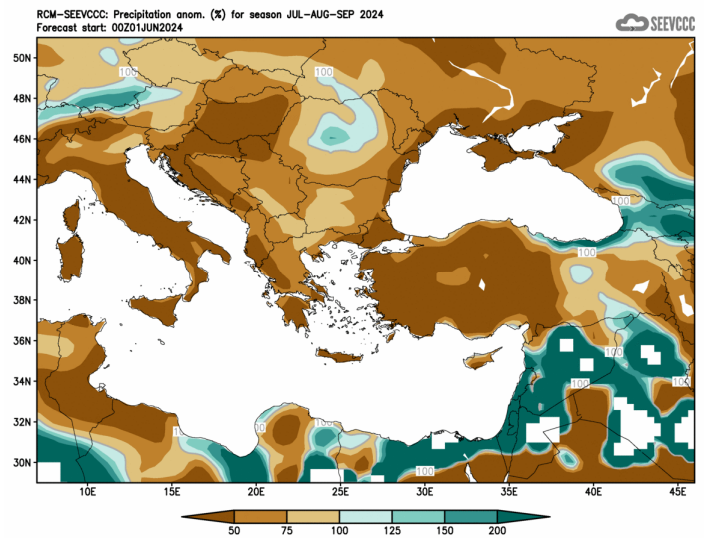 RCM-SEEVCCC: Precipitation anom. (%) for season JUL-AUG-SEP 2024
Forecast start: 00Z01JUN2024
SEEVCCC
50N
48N
46N
44N
42N
40N
38N
36N
34N
32N
30N
100
100
100
100
100
100
100
100
10E
15E
20E
25E
30E
35E
40E
45E
50
75
100
125
150
200